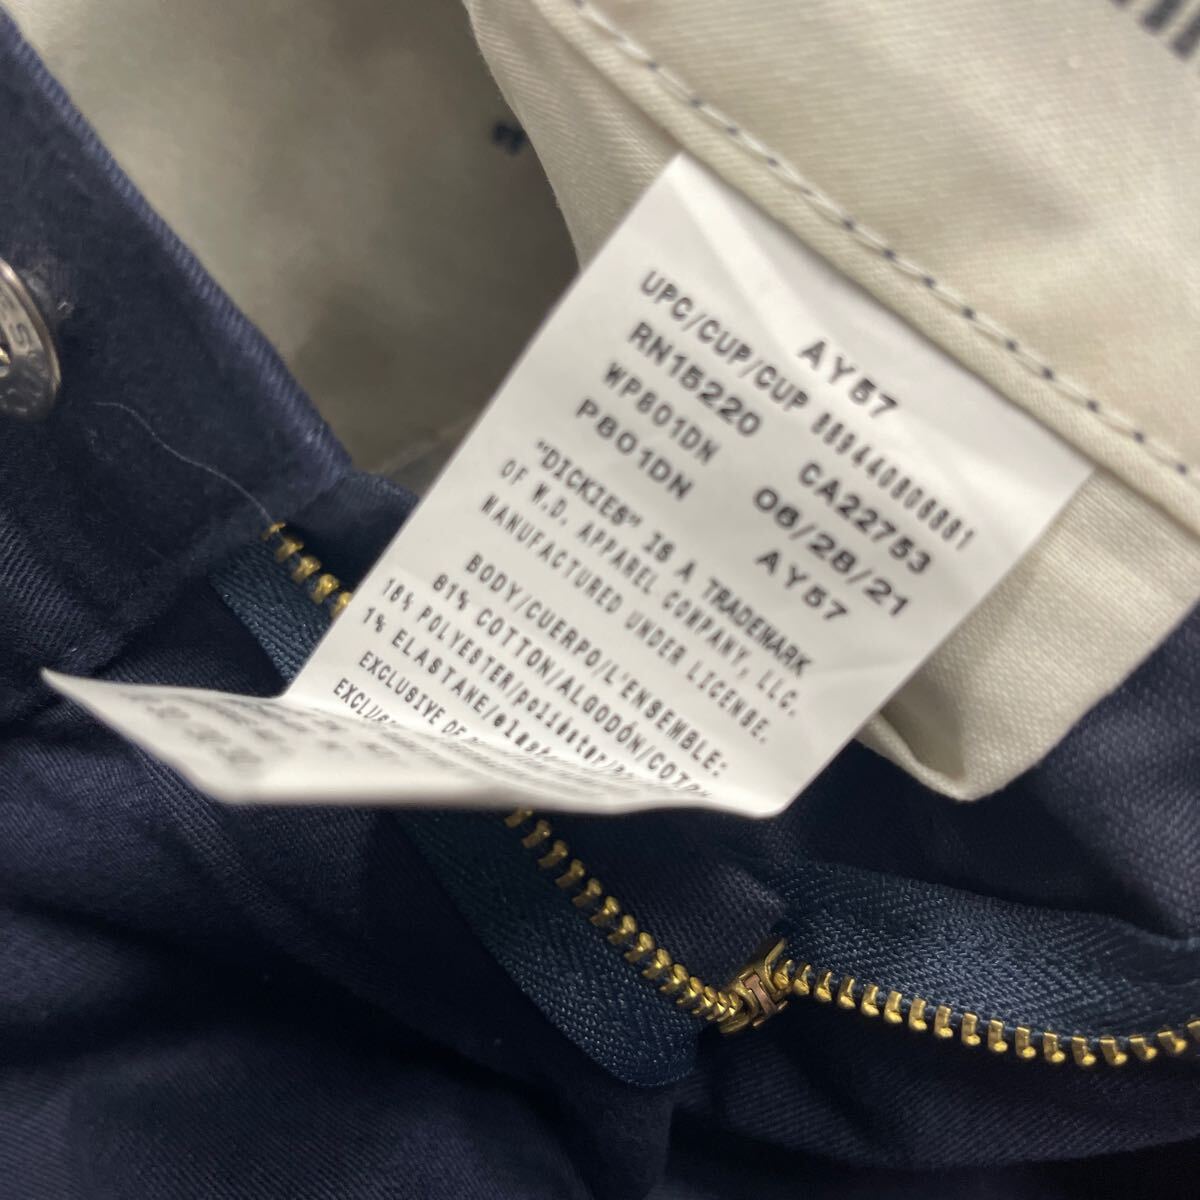 AY57
UPC/CUP/CUP 889440806881
RN15220 CA22753
WP801DN 06/28/21
P801DN AY57
"DICKIES" IS A TRADEMARK
OF W.D. APPAREL COMPANY, LLC.
MANUFACTURED UNDER LICENSE.
BODY/CUERPO/L'ENSEMBLE:
81% COTTON/ALGODÓN/COTON
18% POLYESTER/poliéster/
1% ELASTANE/
EXCLUSIVE OF